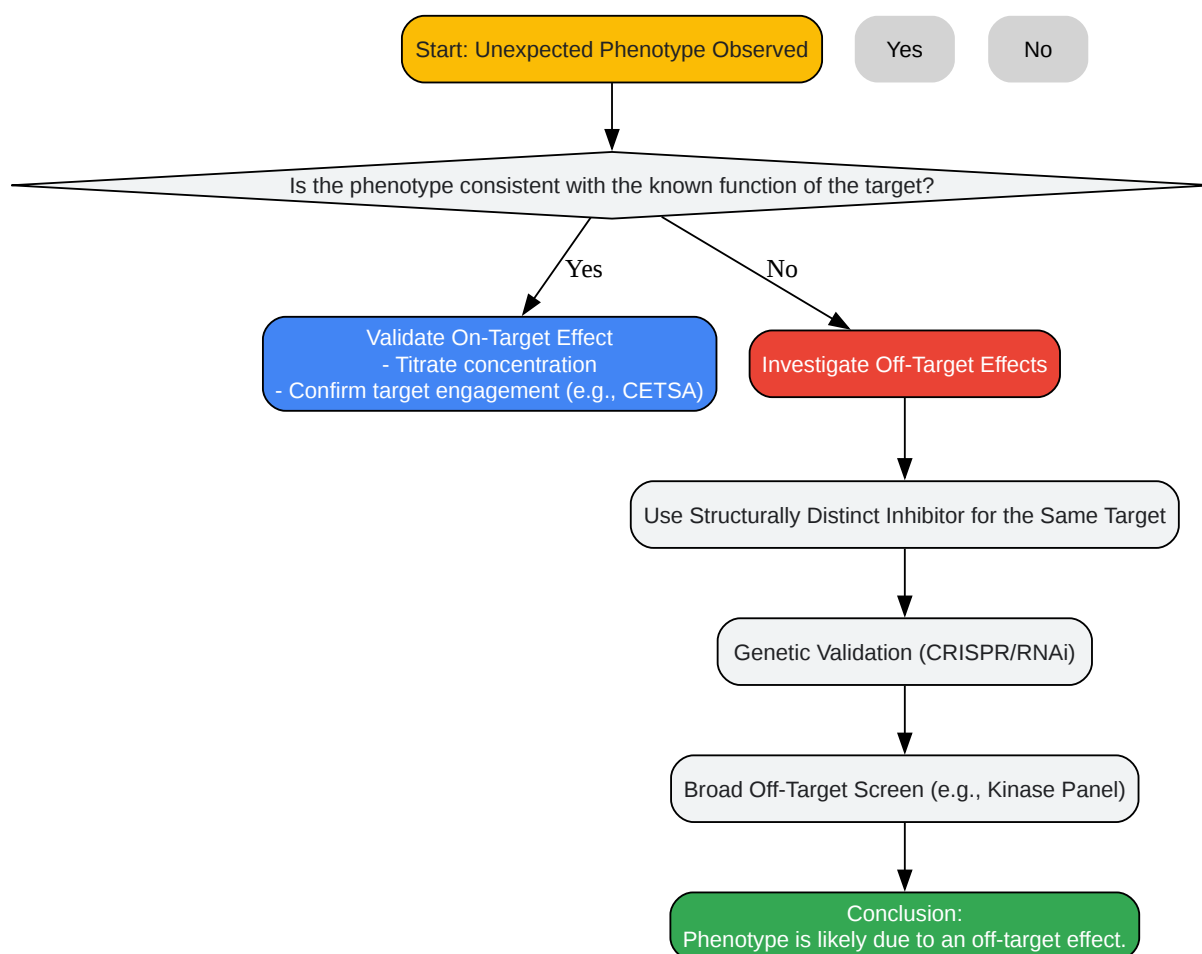 Start: Unexpected Phenotype Observed
Yes
No
Is the phenotype consistent with the known function of the target?
Yes
No
Validate On-Target Effect
- Titrate concentration
- Confirm target engagement (e.g., CETSA)
Investigate Off-Target Effects
Use Structurally Distinct Inhibitor for the Same Target
Genetic Validation (CRISPR/RNAi)
Broad Off-Target Screen (e.g., Kinase Panel)
Conclusion:
Phenotype is likely due to an off-target effect.